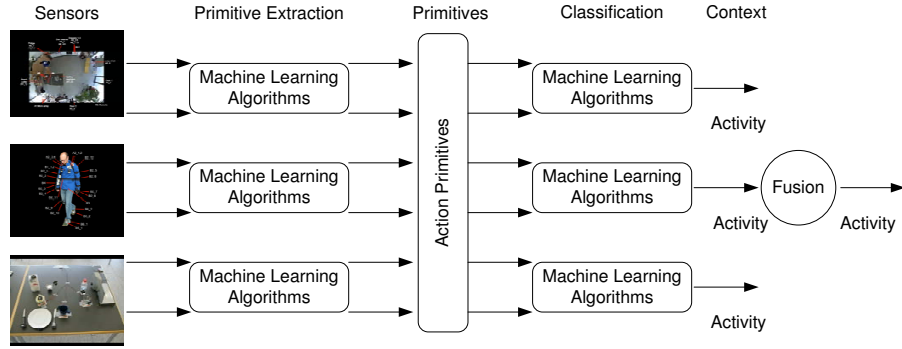 Sensors Primitive Extraction Primitives Classification Context
Machine Learning
Algorithms
Machine Learning
Algorithms
Activity
Machine Learning
Algorithms
Action Primitives
Machine Learning
Algorithms
Fusion
Activity
Activity
Machine Learning
Algorithms
Machine Learning
Algorithms
Activity